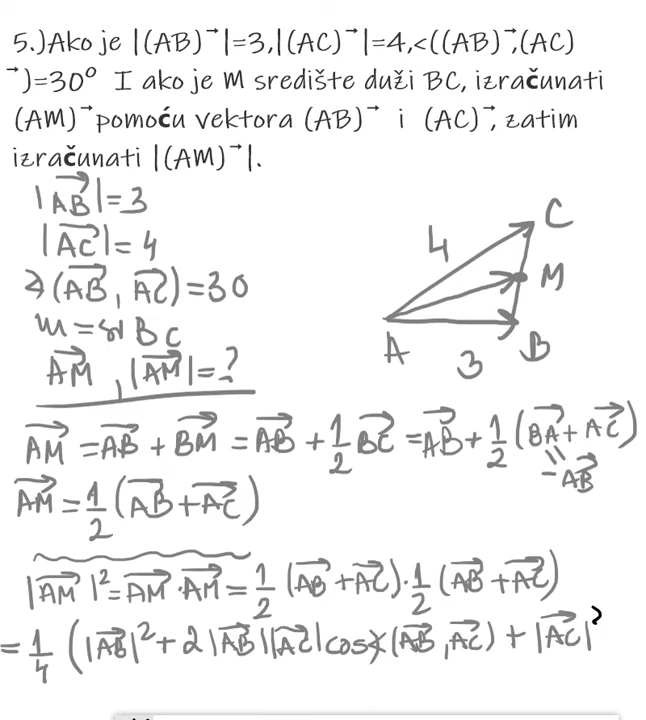 5.)Ako je |(AB)⃗|=3,|(AC)⃗|=4,<((AB)⃗,(AC)
⃗)=30° I ako je M središte duži BC, izračunati
(AM)⃗ pomoću vektora (AB)⃗ i (AC)⃗, zatim
izračunati |(AM)⃗|.
|AB⃗|=3
|AC⃗|=4
∢(AB⃗, AC⃗)=30
m=sr BC
AM⃗, |AM⃗|=?
C
4
M
A
3
B
AM⃗ = AB⃗ + BM⃗ = AB⃗ + 1/2 BC⃗ = AB⃗ + 1/2 (BA⃗ + AC⃗)
=
-AB⃗
AM⃗ = 1/2 (AB⃗ + AC⃗)
|AM⃗|² = AM⃗ · AM⃗ = 1/2 (AB⃗ + AC⃗) · 1/2 (AB⃗ + AC⃗)
= 1/4 (|AB⃗|² + 2|AB⃗||AC⃗| cos∢(AB⃗, AC⃗) + |AC⃗|²